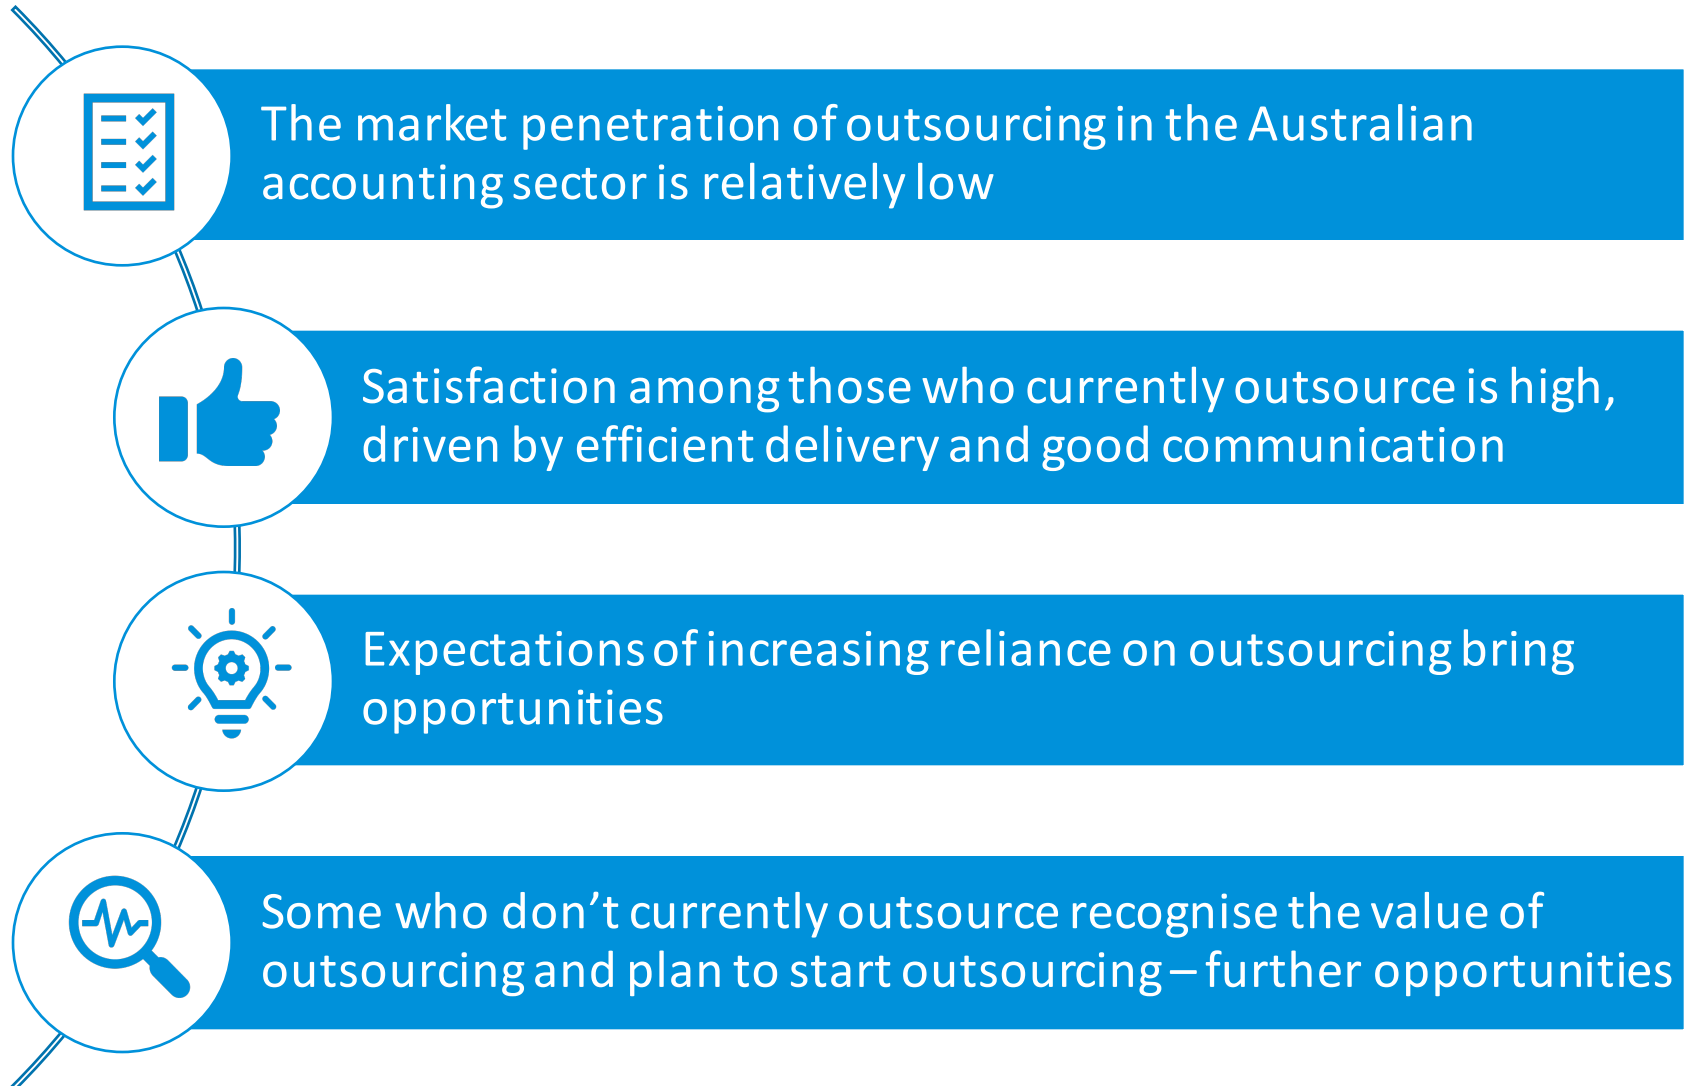 The market penetration of outsourcing in the Australian
accounting sector is relatively low
Satisfaction among those who currently outsource is high,
driven by efficient delivery and good communication
Expectations of increasing reliance on outsourcing bring
opportunities
Some who don’t currently outsource recognise the value of
outsourcing and plan to start outsourcing – further opportunities